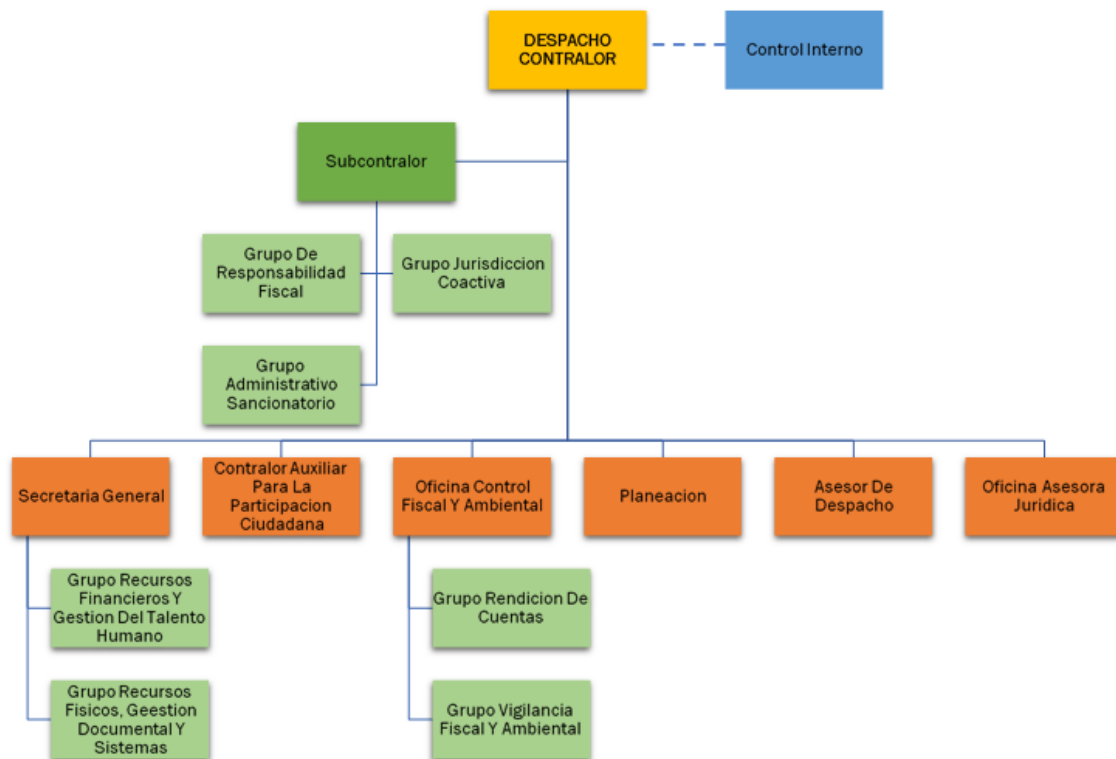 DESPACHO
CONTRALOR
Control Interno
Subcontralor
Grupo De
Responsabilidad
Fiscal
Grupo Jurisdiccion
Coactiva
Grupo
Administrativo
Sancionatorio
Secretaria General
Contralor Auxiliar
Para La
Participacion
Ciudadana
Oficina Control
Fiscal Y Ambiental
Planeacion
Asesor De
Despacho
Oficina Asesora
Juridica
Grupo Recursos
Financieros Y
Gestion Del Talento
Humano
Grupo Rendicion De
Cuentas
Grupo Recursos
Fisicos, Geestion
Documental Y
Sistemas
Grupo Vigilancia
Fiscal Y Ambiental